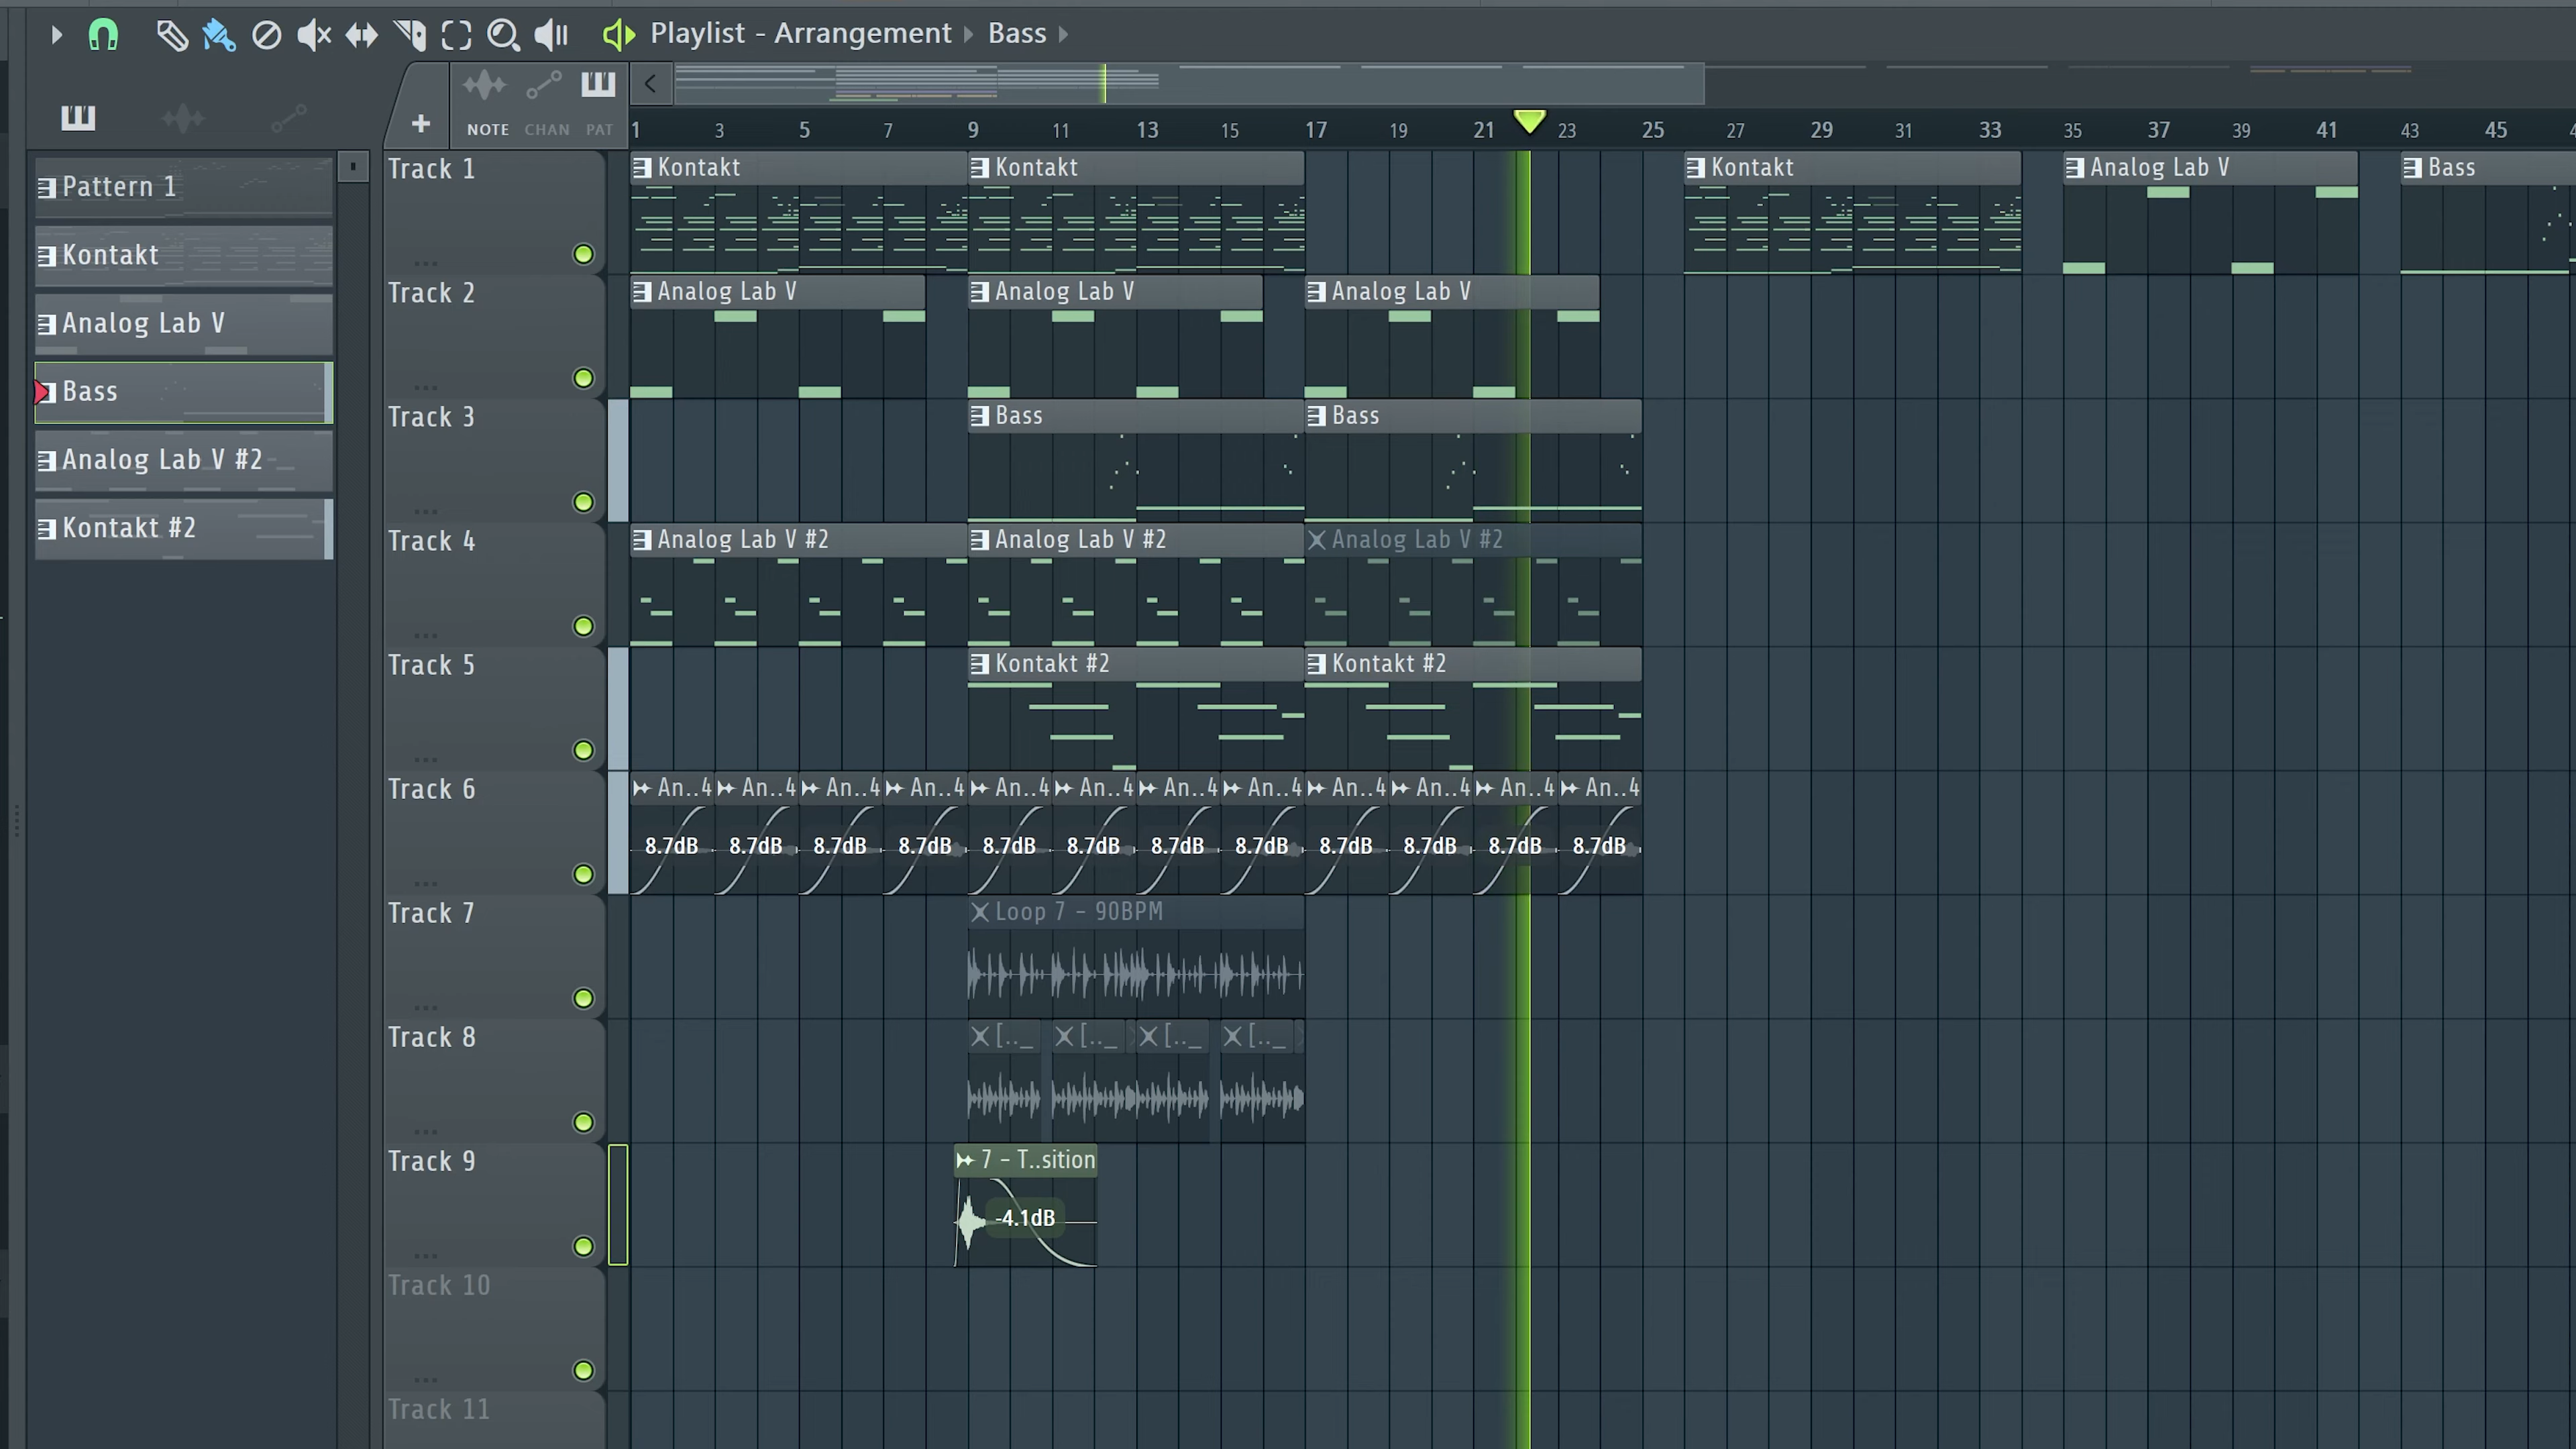 Playlist - Arrangement Bass
NOTE CHAN PAT
1 3 5 7 9 11 13 15 17 19 21 23 25 27 29 31 33 35 37 39 41 43 45
Pattern 1
Kontakt
Analog Lab V
Bass
Analog Lab V #2
Kontakt #2
Track 1
Kontakt Kontakt Kontakt Analog Lab V Bass
Track 2
Analog Lab V Analog Lab V Analog Lab V
Track 3
Bass Bass
Track 4
Analog Lab V #2 Analog Lab V #2 Analog Lab V #2
Track 5
Kontakt #2 Kontakt #2
Track 6
An..4 An..4 An..4 An..4 An..4 An..4 An..4 An..4 An..4 An..4 An..4 An..4
8.7dB 8.7dB 8.7dB 8.7dB 8.7dB 8.7dB 8.7dB 8.7dB 8.7dB 8.7dB 8.7dB 8.7dB
Track 7
Loop 7 - 90BPM
Track 8
[.._ [.._ [.._ [.._
Track 9
7 - T..sition
-4.1dB
Track 10
Track 11